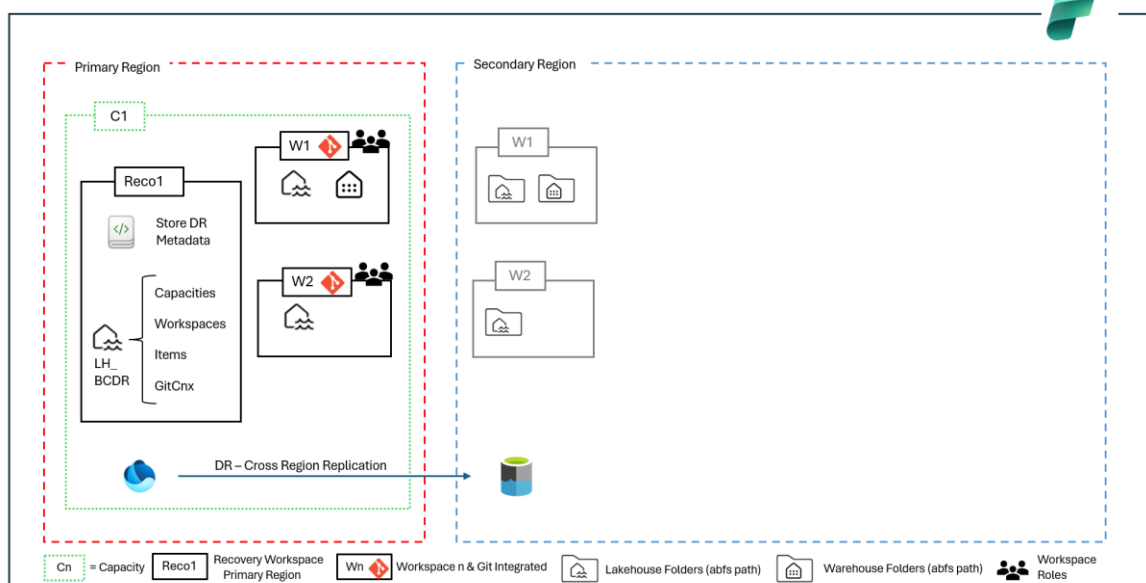 Primary Region
Secondary Region
C1
W1
W1
Reco1
Store DR
Metadata
W2
W2
Capacities
Workspaces
Items
GitCnx
LH_
BCDR
DR – Cross Region Replication
Cn
= Capacity
Reco1
Recovery Workspace
Primary Region
Wn
Workspace n & Git Integrated
Lakehouse Folders (abfs path)
Warehouse Folders (abfs path)
Workspace
Roles